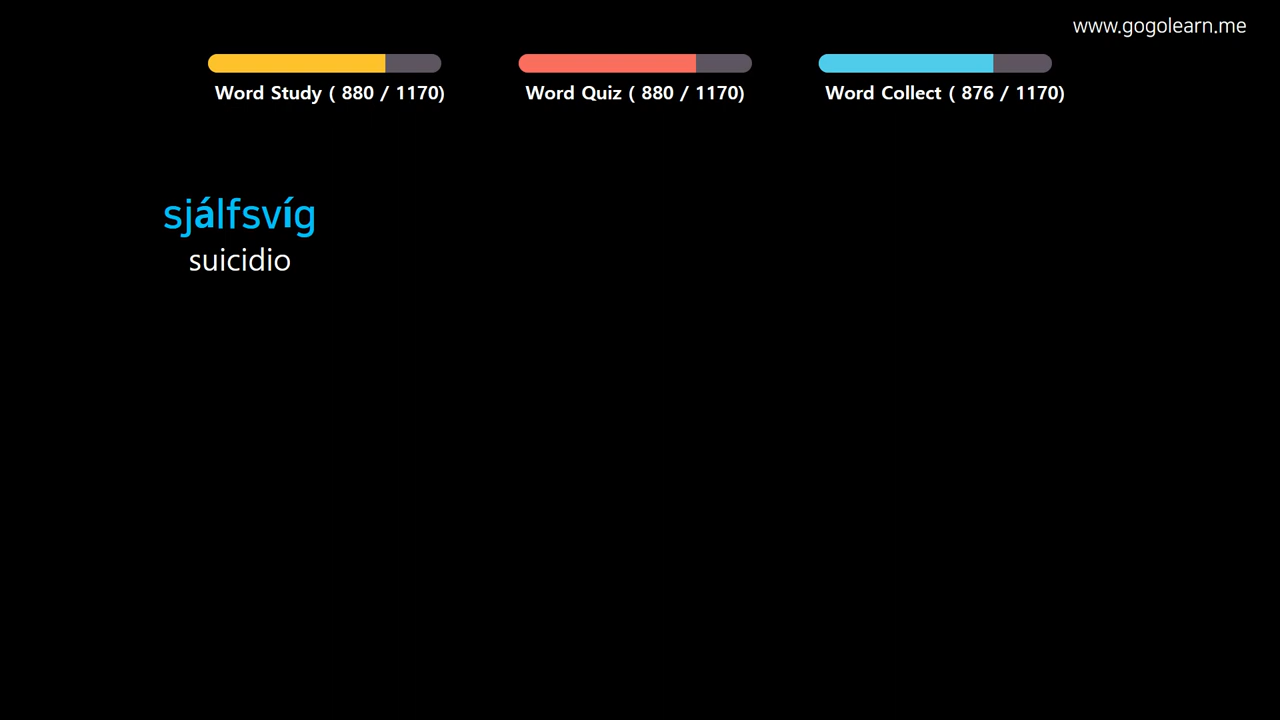 www.gogolearn.me
Word Study ( 880 / 1170)
Word Quiz ( 880 / 1170)
Word Collect ( 876 / 1170)
sjálfsvíg
suicidio